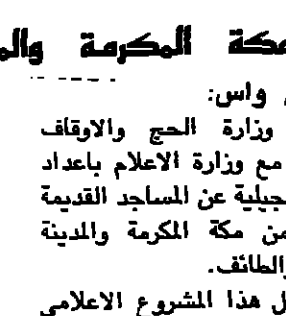 مكة المكرمة والم
واس:
وزارة الحج والاوقاف
مع وزارة الاعلام باعداد
جيلية عن المساجد القديمة
من مكة المكرمة والمدينة
والطائف.
ل هذا المشروع الاعلامي